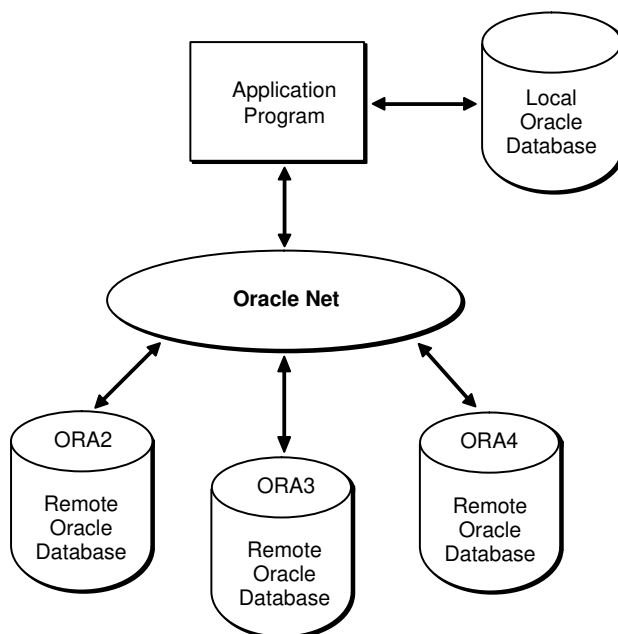 Application
Program
Local
Oracle
Database
Oracle Net
ORA2
Remote
Oracle
Database
ORA3
Remote
Oracle
Database
ORA4
Remote
Oracle
Database